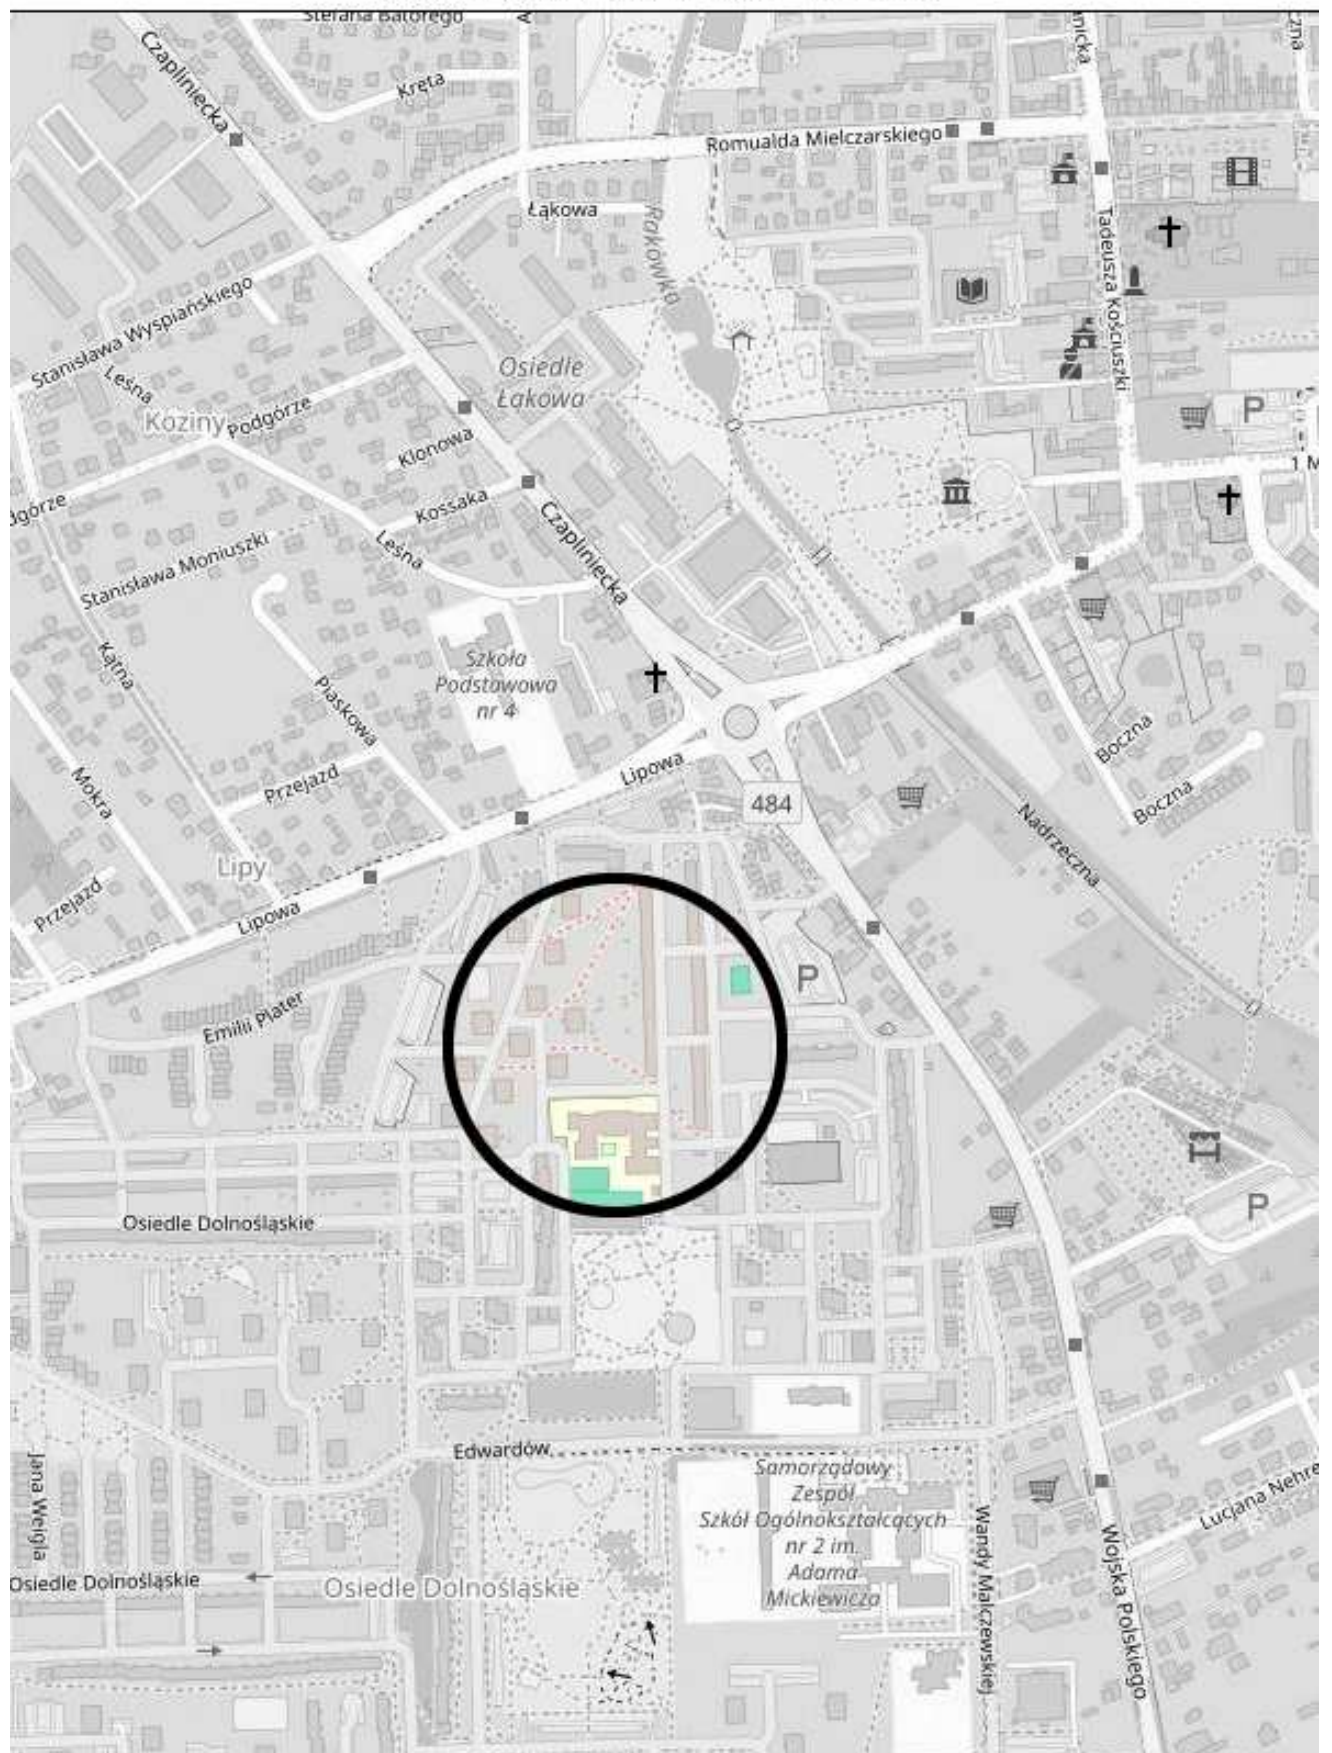 Stefana Batorego
Czapliniecka
Kręta
Romualda Mielczarskiego
Łąkowa
Rakówka
Tadeusza Kościuszki
Stanisława Wyspiańskiego
Leśna
Koziny
Podgórze
Osiedle
Łąkowa
Klonowa
Kossaka
P
1 M
dgórze
Stanisława Moniuszki
Leśna
Czapliniecka
Kątna
Piaskowa
Szkoła
Podstawowa
nr 4
Mokra
Przejazd
Lipowa
484
Boczna
Boczna
Nadrzeczna
Lipy
Przejazd
Lipowa
P
Emilii Plater
Osiedle Dolnośląskie
P
Edwardów
Samorządowy
Zespół
Szkół Ogólnokształcących
nr 2 im.
Adama
Mickiewicza
Jana Weigla
Wandy Malczewskiej
Wojska Polskiego
Lucjana Nehre
Osiedle Dolnośląskie
Osiedle Dolnośląskie